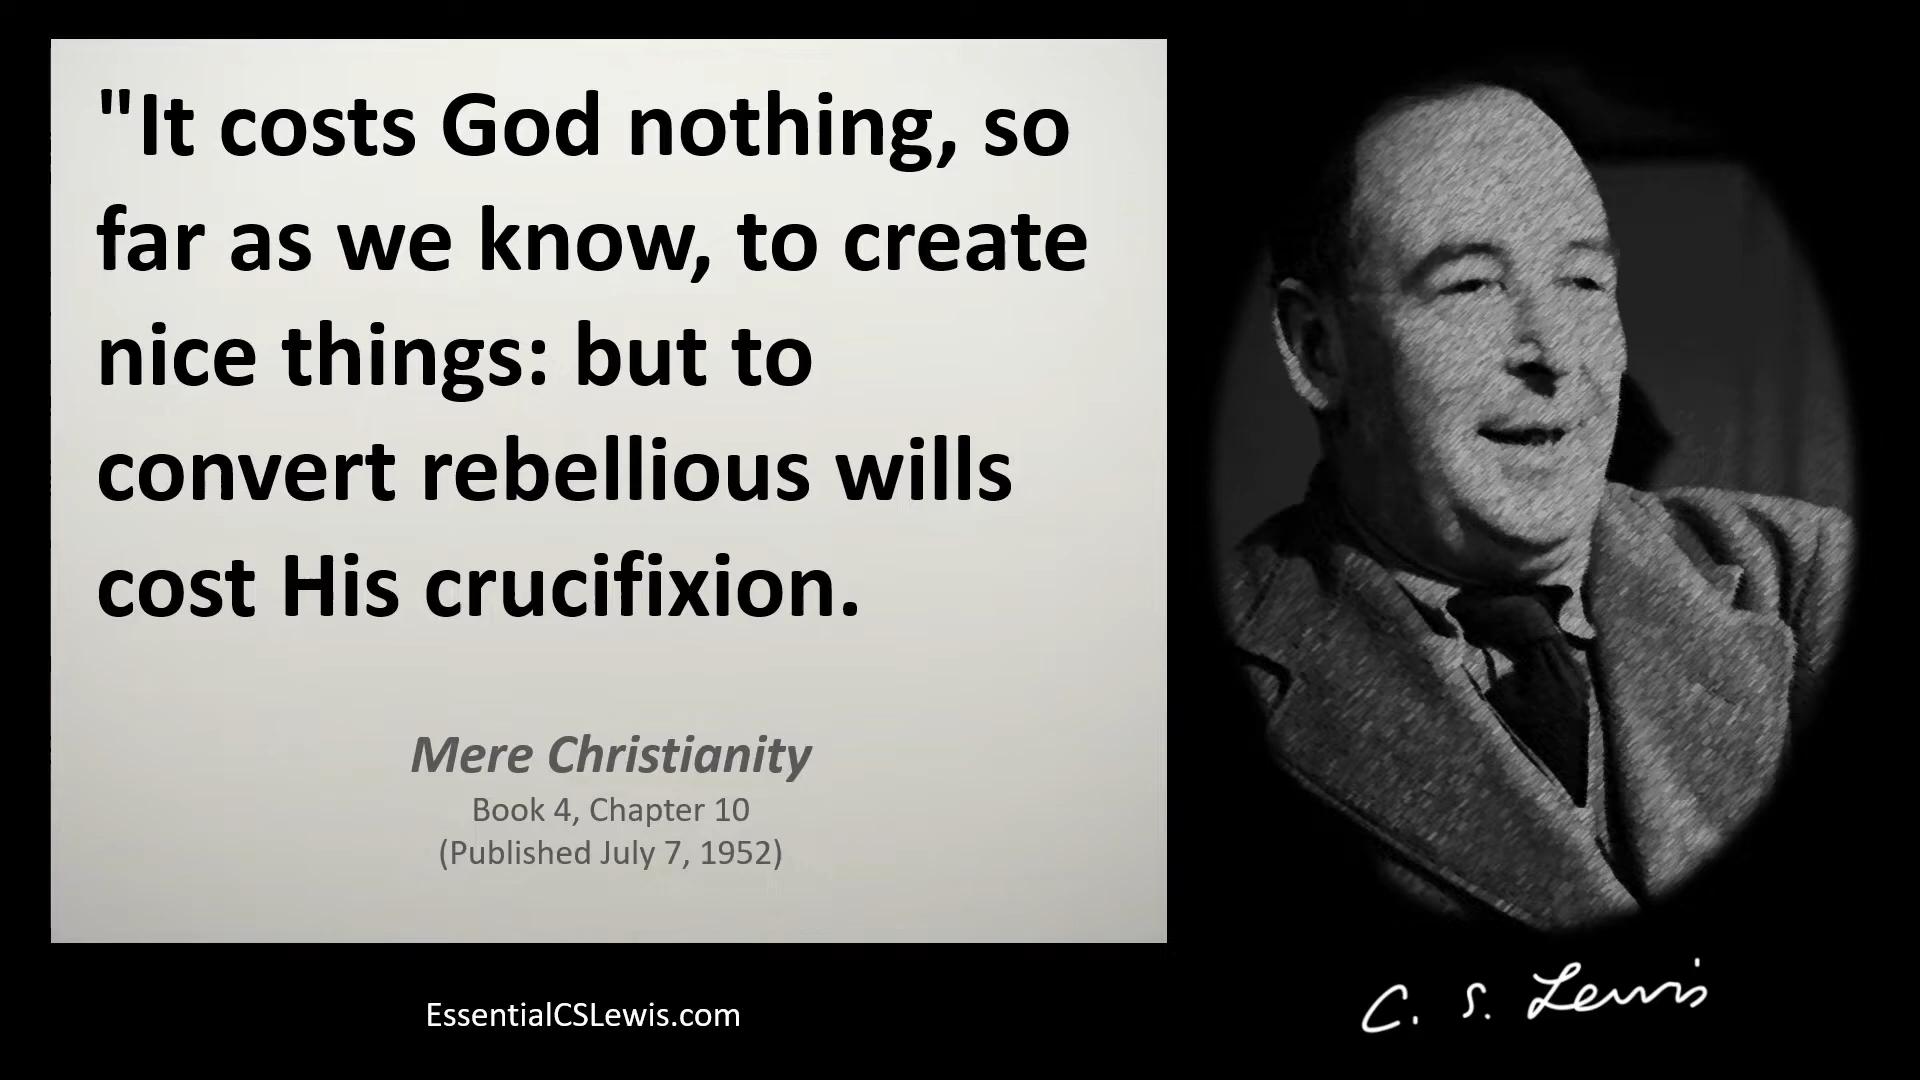 "It costs God nothing, so
far as we know, to create
nice things: but to
convert rebellious wills
cost His crucifixion.
Mere Christianity
Book 4, Chapter 10
(Published July 7, 1952)
EssentialCSLewis.com
C. S. Lewis